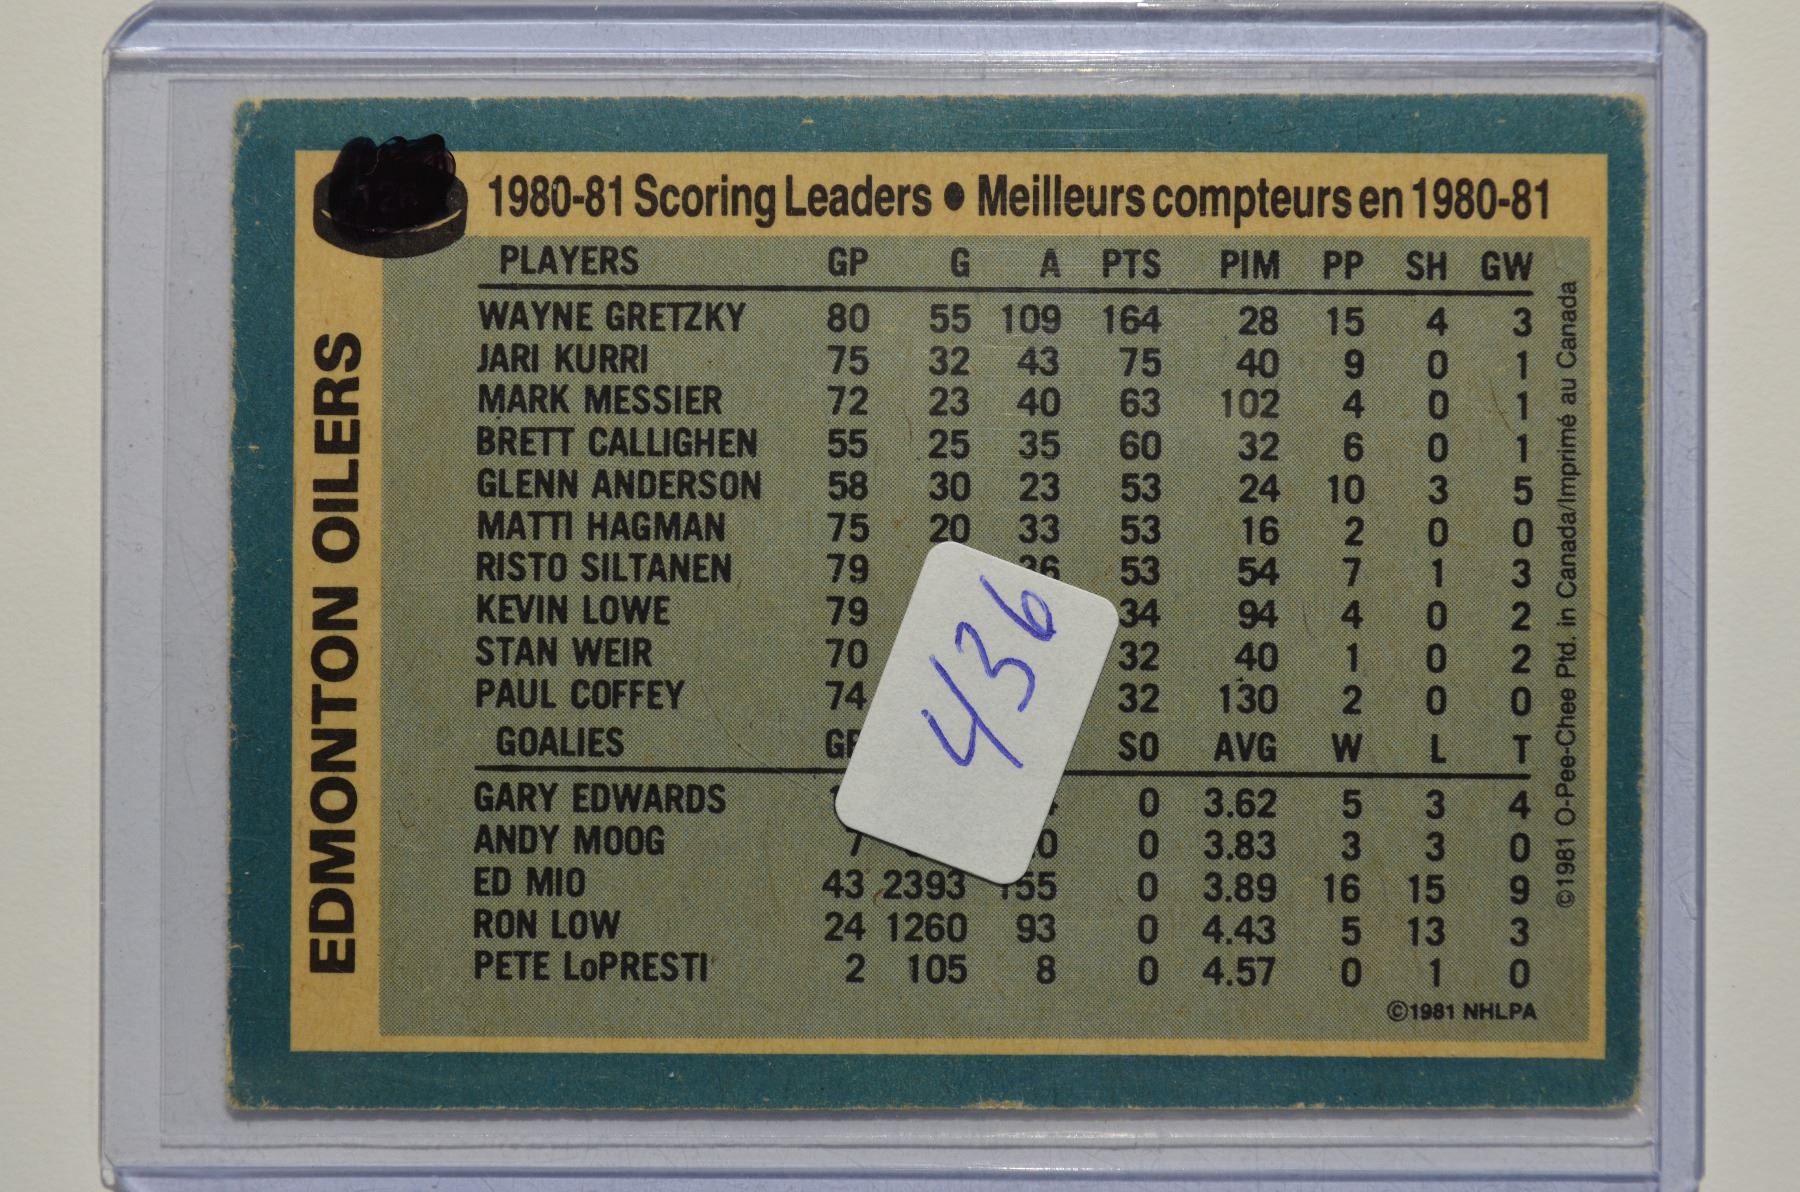 1980-81 Scoring Leaders • Meilleurs compteurs en 1980-81
EDMONTON OILERS
PLAYERS GP G A PTS PIM PP SH GW
WAYNE GRETZKY 80 55 109 164 28 15 4 3
JARI KURRI 75 32 43 75 40 9 0 1
MARK MESSIER 72 23 40 63 102 4 0 1
BRETT CALLIGHEN 55 25 35 60 32 6 0 1
GLENN ANDERSON 58 30 23 53 24 10 3 5
MATTI HAGMAN 75 20 33 53 16 2 0 0
RISTO SILTANEN 79 53 54 7 1 3
KEVIN LOWE 79 34 94 4 0 2
STAN WEIR 70 32 40 1 0 2
PAUL COFFEY 74 32 130 2 0 0
GOALIES SO AVG W L T
GARY EDWARDS 0 3.62 5 3 4
ANDY MOOG 7 0 3.83 3 3 0
ED MIO 43 2393 155 0 3.89 16 15 9
RON LOW 24 1260 93 0 4.43 5 13 3
PETE LoPRESTI 2 105 8 0 4.57 0 1 0
©1981 NHLPA
©1981 O-Pee-Chee Ptd. in Canada/Imprimé au Canada
436